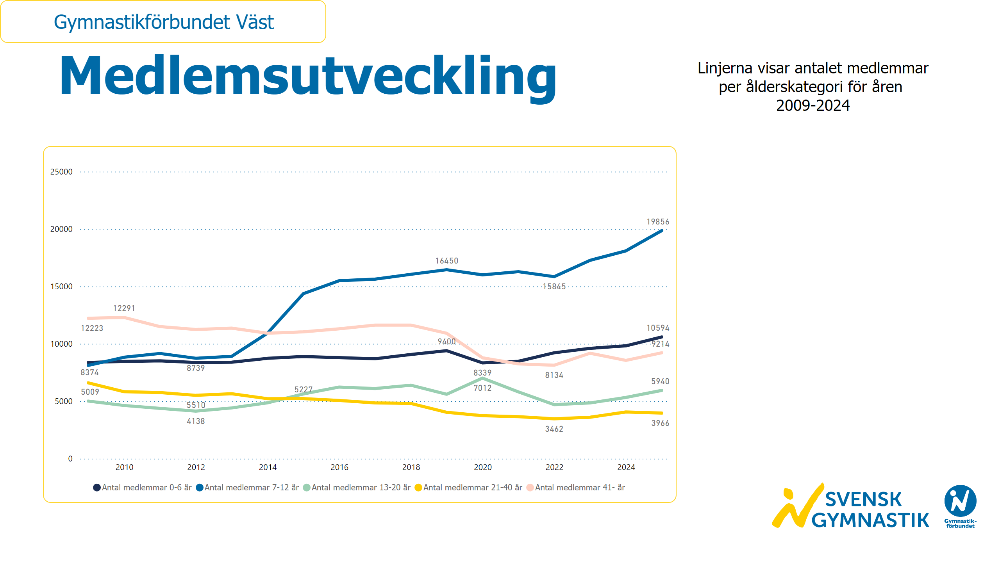 Gymnastikförbundet Väst
Medlemsutveckling
Linjerna visar antalet medlemmar
per ålderskategori för åren
2009-2024
25000
20000
15000
10000
5000
0
19856
16450
15845
12291
12223
10594
9400
9214
8374
8739
8339
8134
5940
5009
5227
7012
5510
4138
3462
3966
2010 2012 2014 2016 2018 2020 2022 2024
Antal medlemmar 0-6 år Antal medlemmar 7-12 år Antal medlemmar 13-20 år Antal medlemmar 21-40 år Antal medlemmar 41- år
SVENSK
GYMNASTIK
Gymnastik-
förbundet